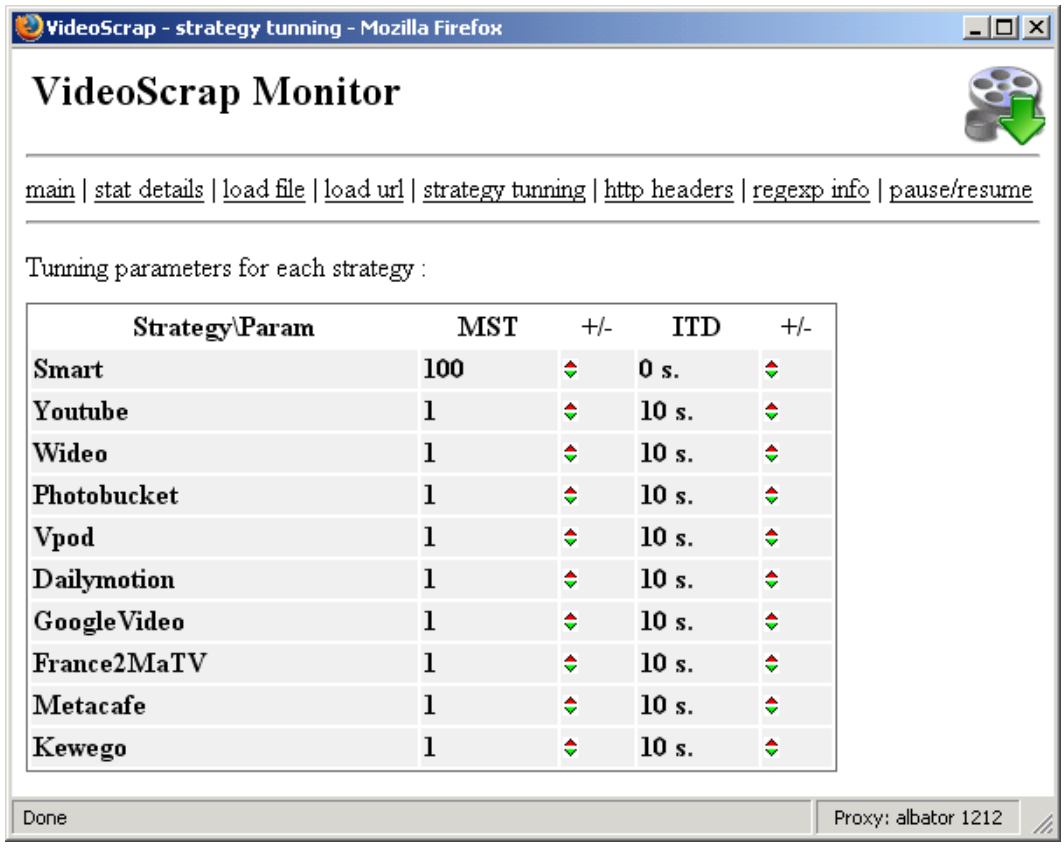 VideoScrap - strategy tunning - Mozilla Firefox
VideoScrap Monitor
main | stat details | load file | load url | strategy tunning | http headers | regexp info | pause/resume
Tunning parameters for each strategy :
Strategy\Param MST +/- ITD +/-
Smart 100 0 s.
Youtube 1 10 s.
Wideo 1 10 s.
Photobucket 1 10 s.
Vpod 1 10 s.
Dailymotion 1 10 s.
GoogleVideo 1 10 s.
France2MaTV 1 10 s.
Metacafe 1 10 s.
Kewego 1 10 s.
Done Proxy: albator 1212